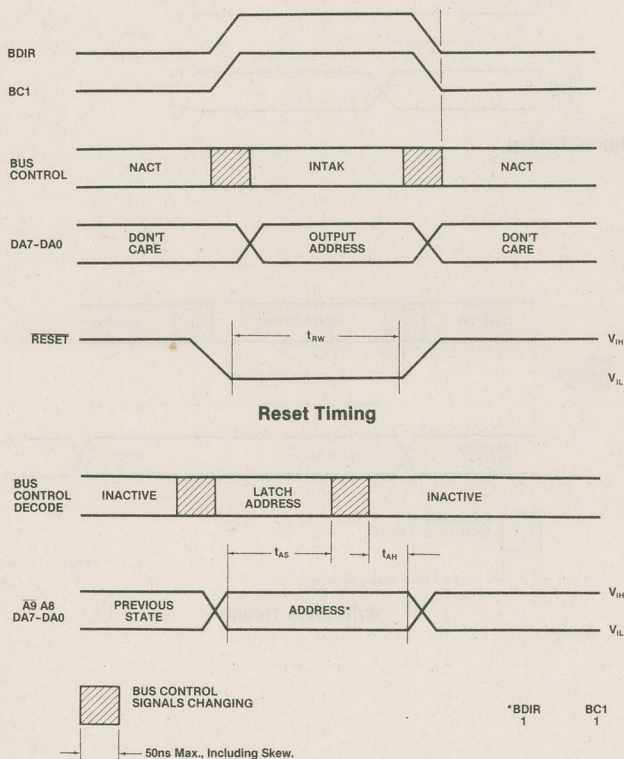 BDIR
BC1
BUS CONTROL NACT INTAK NACT
DA7-DA0 DON'T CARE OUTPUT ADDRESS DON'T CARE
RESET tRW VIH
VIL
Reset Timing
BUS CONTROL DECODE INACTIVE LATCH ADDRESS INACTIVE
tAS tAH
A9 A8 DA7-DA0 PREVIOUS STATE ADDRESS* VIH
VIL
BUS CONTROL SIGNALS CHANGING
*BDIR BC1
1 1
50ns Max., Including Skew.